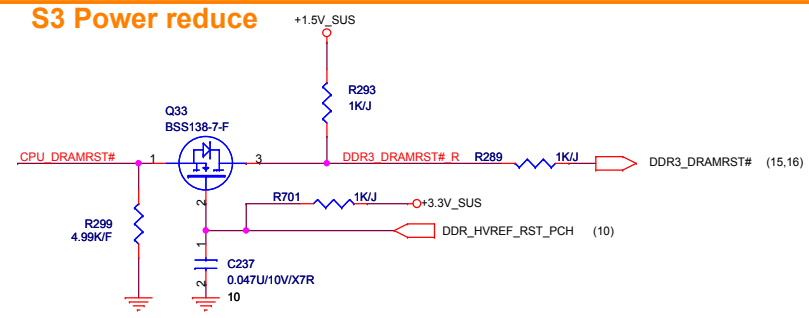 S3 Power reduce
+1.5V_SUS
R293
1K/J
Q33
BSS138-7-F
CPU_DRAMRST#
1
3
DDR3_DRAMRST#_R
R289
1K/J
DDR3_DRAMRST# (15,16)
2
R701
1K/J
+3.3V_SUS
R299
4.99K/F
DDR_HVREF_RST_PCH (10)
1
C237
0.047U/10V/X7R
2
10